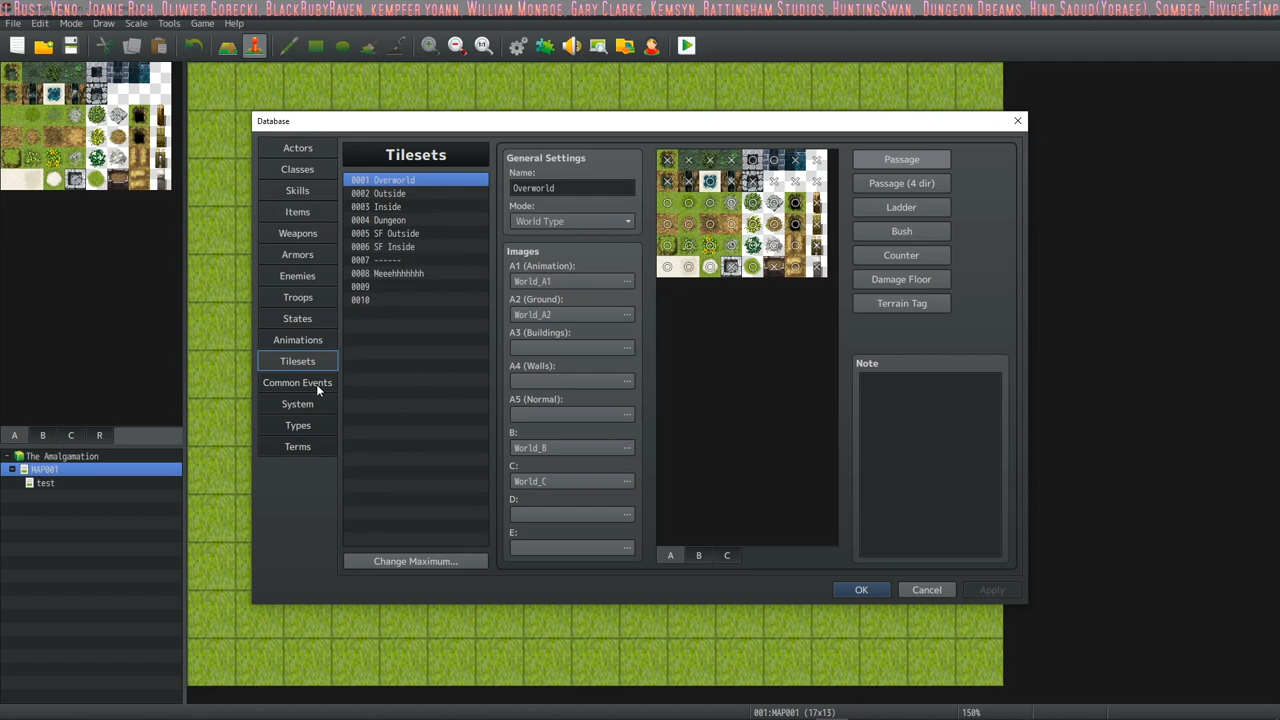 Rust, Veno, Joanie Rich, Oliwier Gorecki, BlackRubyRaven, kempfer yoann, William Monroe, Gary Clarke, Kemsyn, Rattingham Studios, HuntingSwan, Dungeon Dreams, Hind Saoud(Yoraee), Somber, DivideEtImp
File Edit Mode Draw Scale Tools Game Help
Database
Actors
Classes
Skills
Items
Weapons
Armors
Enemies
Troops
States
Animations
Tilesets
Common Events
System
Types
Terms
Tilesets
0001 Overworld
0002 Outside
0003 Inside
0004 Dungeon
0005 SF Outside
0006 SF Inside
0007 ------
0008 Meeehhhhhhh
0009
0010
Change Maximum...
General Settings
Name:
Overworld
Mode:
World Type
Images
A1 (Animation):
World_A1 ...
A2 (Ground):
World_A2 ...
A3 (Buildings):
...
A4 (Walls):
...
A5 (Normal):
...
B:
World_B ...
C:
World_C ...
D:
...
E:
...
A B C
Passage
Passage (4 dir)
Ladder
Bush
Counter
Damage Floor
Terrain Tag
Note
OK Cancel Apply
A B C R
The Amalgamation
MAP001
test
001:MAP001 (17x13) 150%